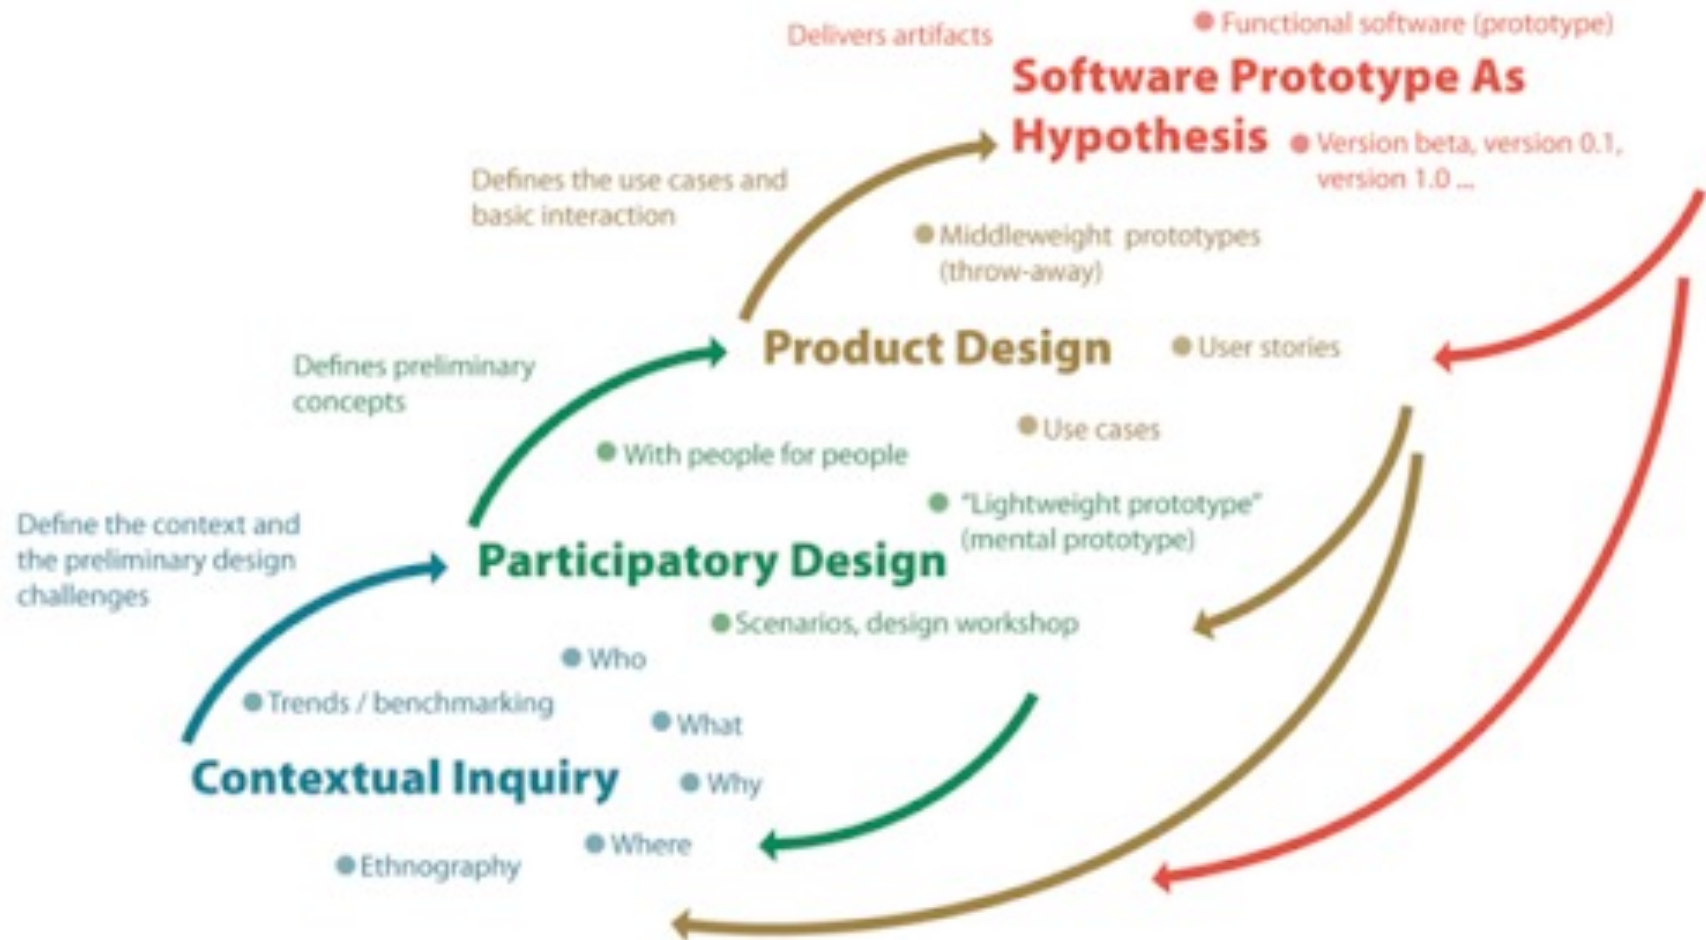 Delivers artifacts
Functional software (prototype)
Software Prototype As
Hypothesis
Version beta, version 0.1,
version 1.0 ...
Defines the use cases and
basic interaction
Middleweight prototypes
(throw-away)
Product Design
User stories
Defines preliminary
concepts
Use cases
With people for people
"Lightweight prototype"
(mental prototype)
Define the context and
the preliminary design
challenges
Participatory Design
Scenarios, design workshop
Who
Trends / benchmarking
What
Contextual Inquiry
Why
Where
Ethnography